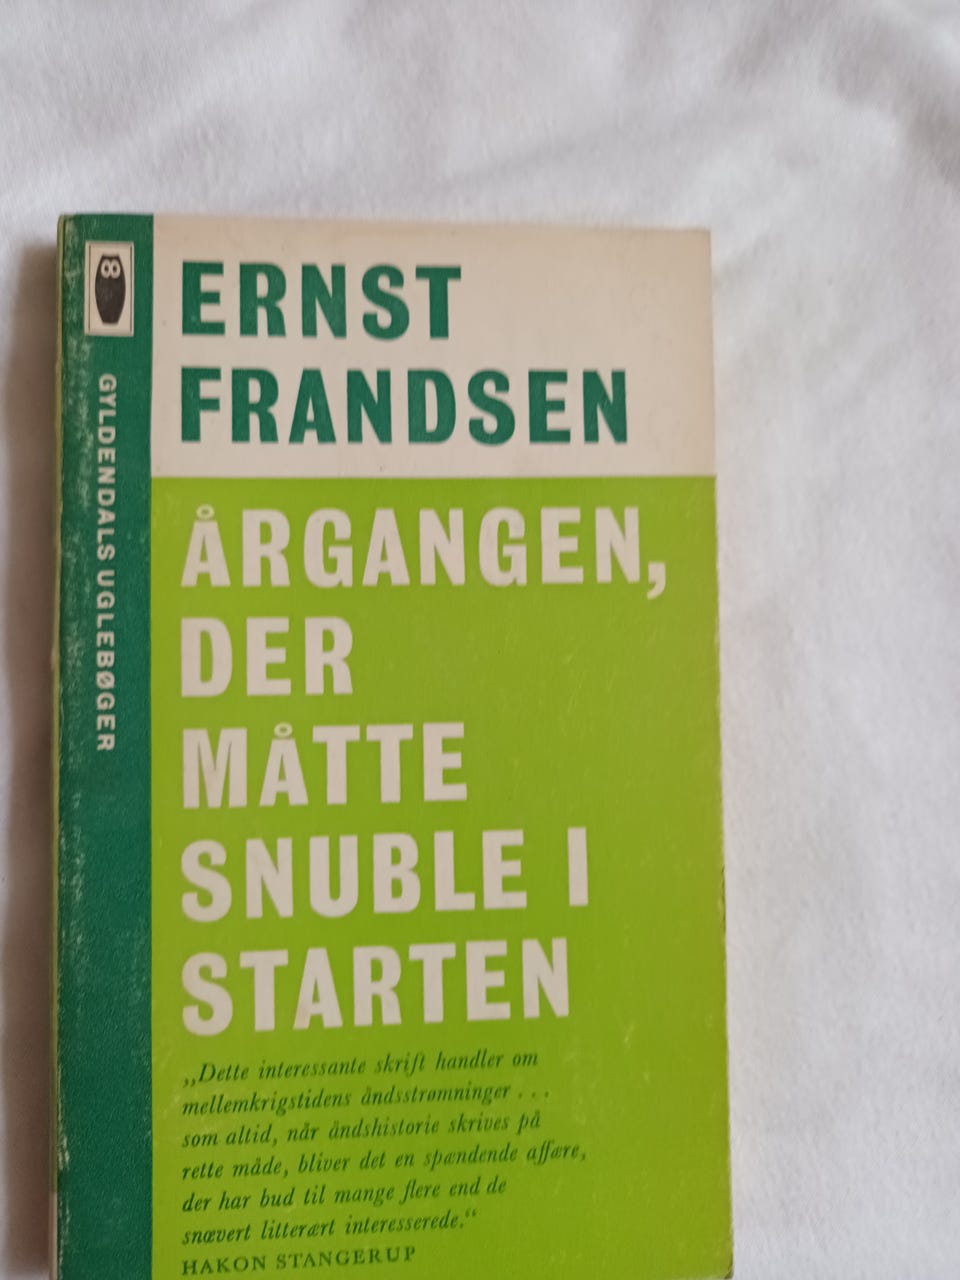 8
GYLDENDALS UGLEBØGER
ERNST
FRANDSEN
ÅRGANGEN,
DER
MÅTTE
SNUBLE I
STARTEN
„Dette interessante skrift handler om
mellemkrigstidens åndsstrømninger . . .
som altid, når åndshistorie skrives på
rette måde, bliver det en spændende affære,
der har bud til mange flere end de
snævert litterært interesserede.“
HAKON STANGERUP